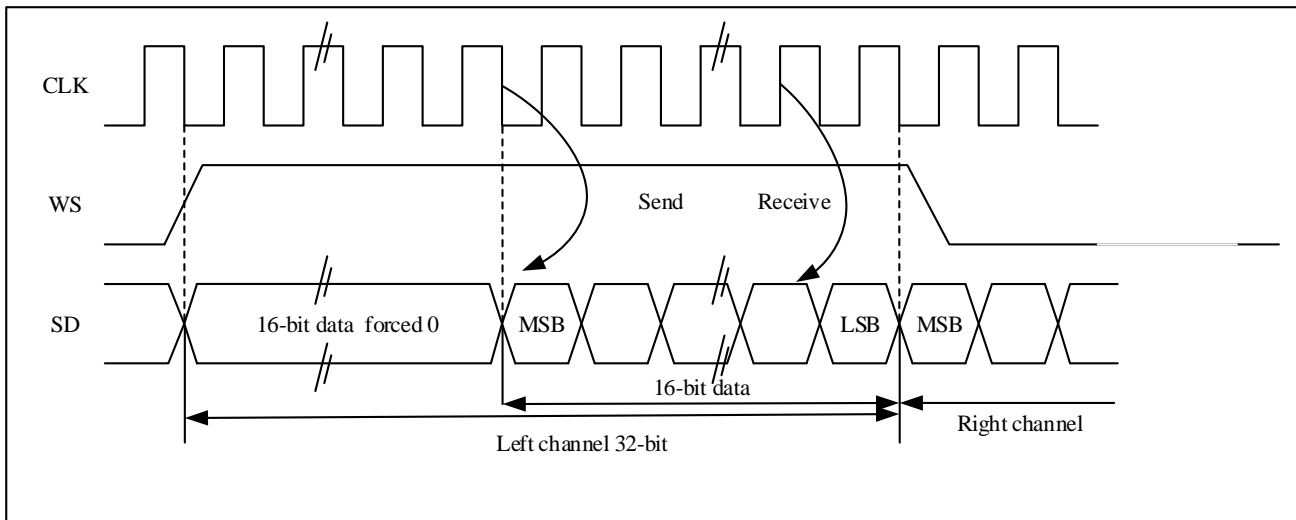 CLK
WS
Send
Receive
SD
16-bit data forced 0
MSB
LSB
MSB
16-bit data
Left channel 32-bit
Right channel